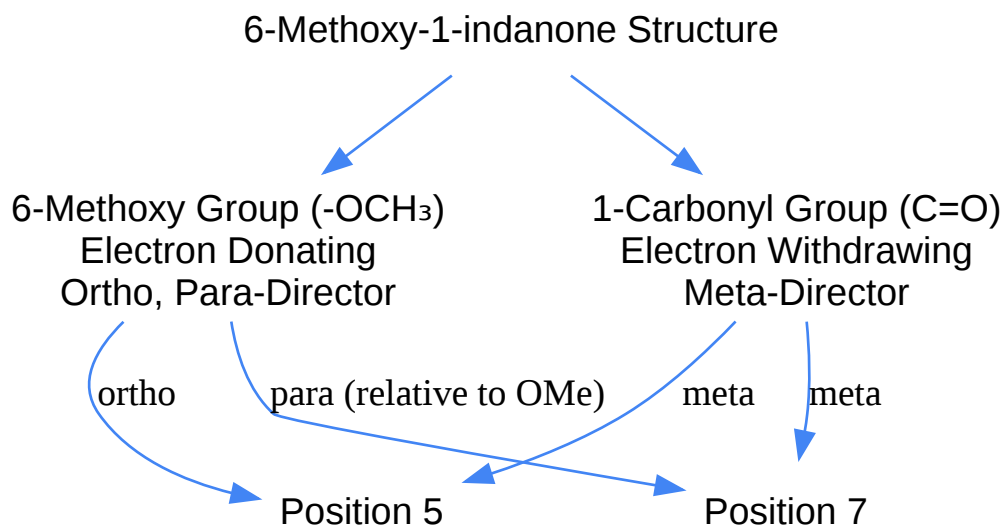 6-Methoxy-1-indanone Structure
6-Methoxy Group (-OCH₃)
Electron Donating
Ortho, Para-Director
1-Carbonyl Group (C=O)
Electron Withdrawing
Meta-Director
ortho
para (relative to OMe)
meta
meta
Position 5
Position 7